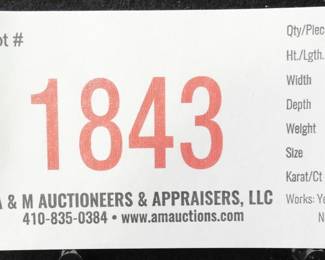 ot #
1843
A & M AUCTIONEERS & APPRAISERS, LLC
410-835-0384 • www.amauctions.com
Qty/Piec
Ht./Lgth.
Width
Depth
Weight
Size
Karat/Ct
Works: Ye
N